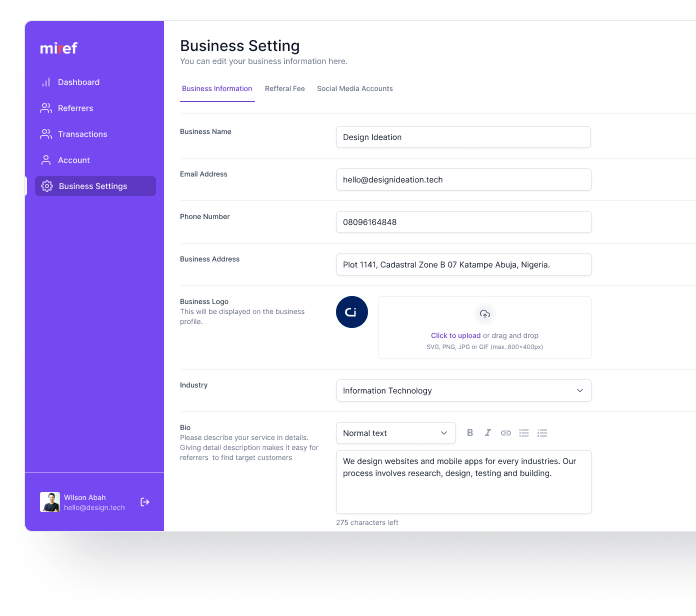 miref
Dashboard
Referrers
Transactions
Account
Business Settings
Wilson Abah
hello@design.tech
Business Setting
You can edit your business information here.
Business Information
Refferal Fee
Social Media Accounts
Business Name
Design Ideation
Email Address
hello@designideation.tech
Phone Number
08096164848
Business Address
Plot 1141, Cadastral Zone B 07 Katampe Abuja, Nigeria.
Business Logo
This will be displayed on the business
profile.
Click to upload or drag and drop
SVG, PNG, JPG or GIF (max. 800×400px)
Industry
Information Technology
Bio
Please describe your service in details.
Giving detail description makes it easy for
referrers to find target customers
Normal text
B
I
We design websites and mobile apps for every industries. Our
process involves research, design, testing and building.
275 characters left